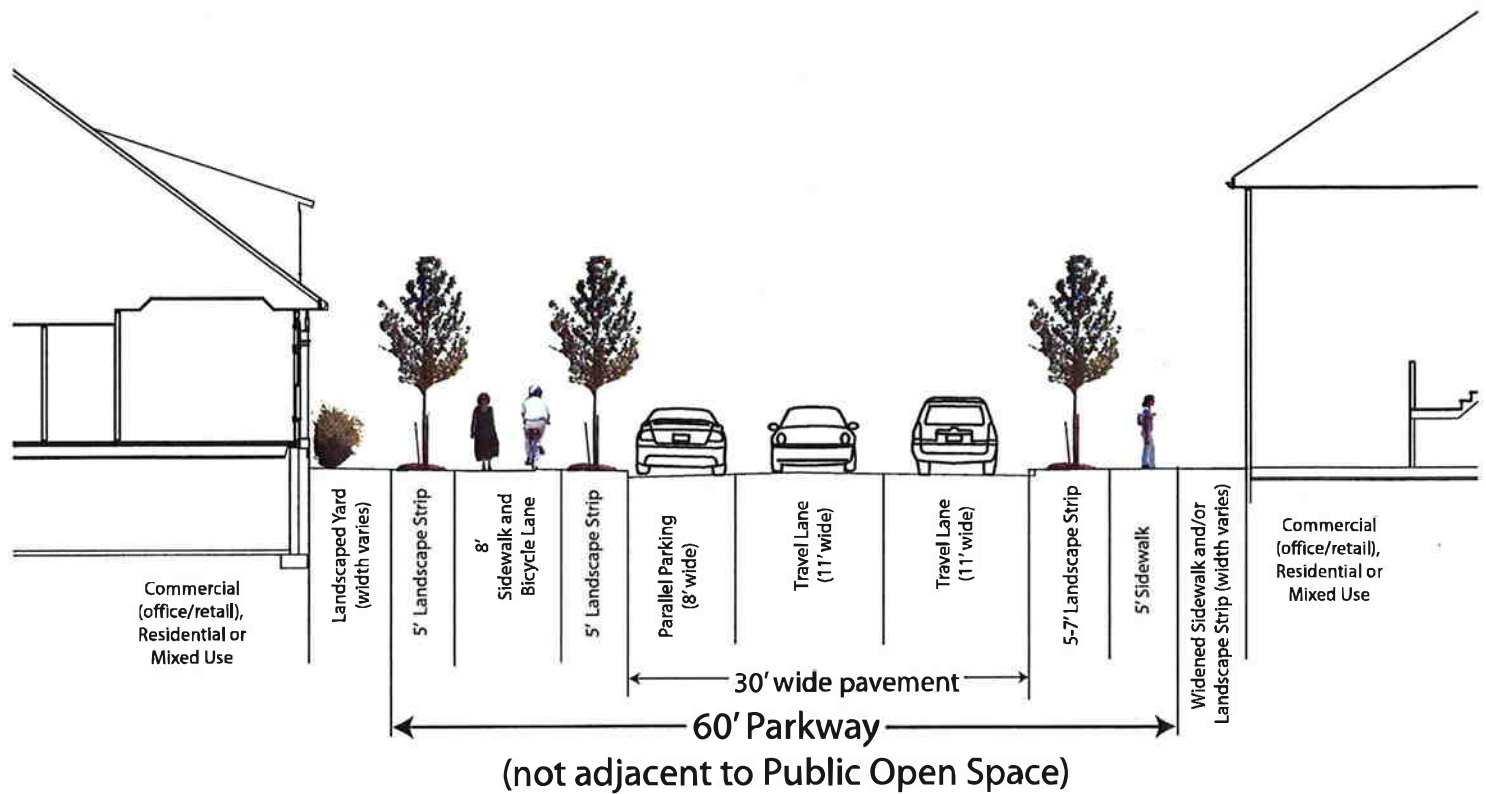 Commercial
(office/retail),
Residential or
Mixed Use
Landscaped Yard
(width varies)
5' Landscape Strip
8'
Sidewalk and
Bicycle Lane
5' Landscape Strip
Parallel Parking
(8' wide)
Travel Lane
(11' wide)
Travel Lane
(11' wide)
5-7' Landscape Strip
5' Sidewalk
Widened Sidewalk and/or
Landscape Strip (width varies)
Commercial
(office/retail),
Residential or
Mixed Use
30' wide pavement
60' Parkway
(not adjacent to Public Open Space)